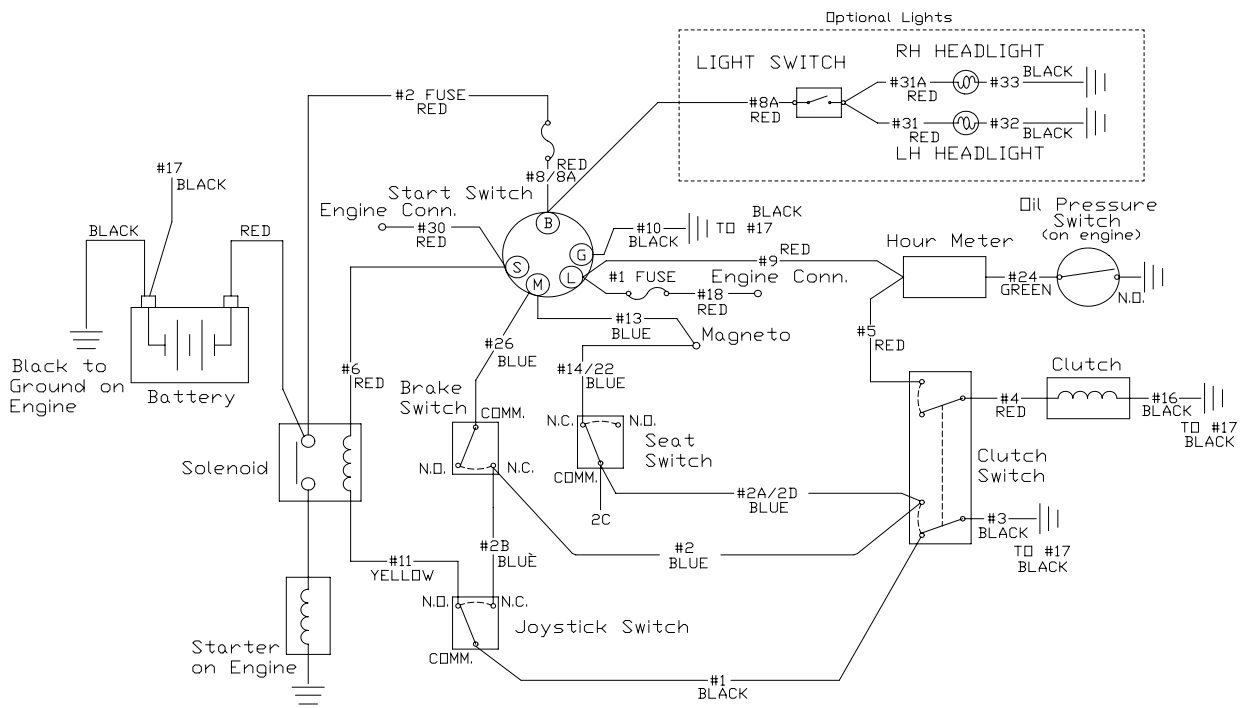 Optional Lights
LIGHT SWITCH
RH HEADLIGHT
#31A
RED
#33
BLACK
#8A
RED
#31
RED
#32
BLACK
LH HEADLIGHT
#2 FUSE
RED
RED
#8/8A
#17
BLACK
Start Switch
Engine Conn.
#30
RED
B
G
S
M
L
#10
BLACK
BLACK
TO #17
#9
RED
#1 FUSE
Engine Conn.
#18
RED
Hour Meter
Oil Pressure
Switch
(on engine)
#24
GREEN
N.O.
BLACK
RED
Black to
Ground on
Engine
Battery
#13
BLUE
Magneto
#26
BLUE
#14/22
BLUE
#5
RED
#6
RED
Brake
Switch
COMM.
N.O.
N.C.
N.C.
N.O.
Seat
Switch
COMM.
2C
Clutch
#4
RED
#16
BLACK
TO #17
BLACK
Clutch
Switch
Solenoid
#2A/2D
BLUE
#3
BLACK
TO #17
BLACK
#2B
BLUÈ
#2
BLUE
#11
YELLOW
N.O.
N.C.
Joystick Switch
COMM.
Starter
on Engine
#1
BLACK